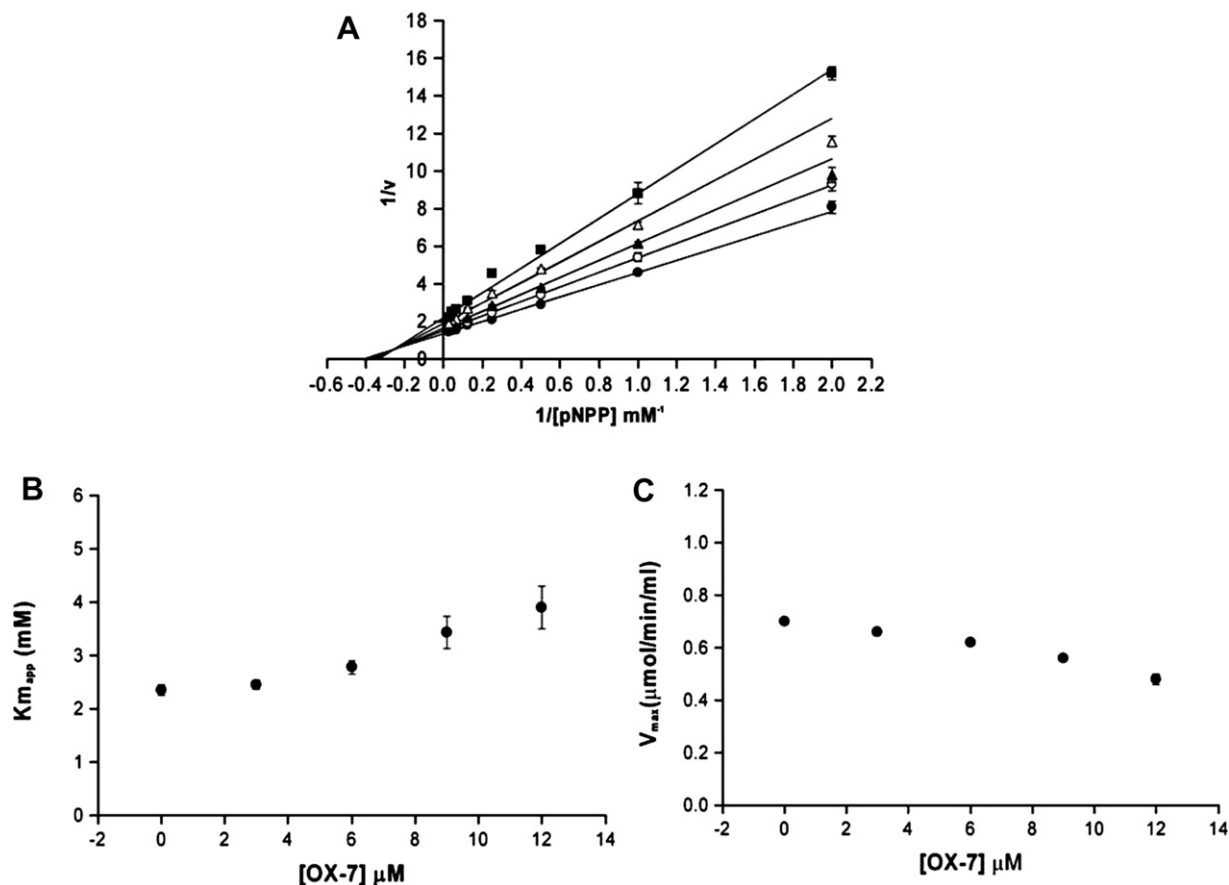 A
18
16
14
12
10
8
6
4
2
0
1/v
-0.6 -0.4 -0.2 0.0 0.2 0.4 0.6 0.8 1.0 1.2 1.4 1.6 1.8 2.0 2.2
1/[pNPP] mM⁻¹
B
6
5
4
3
2
1
0
Kmₐₚₚ (mM)
-2 0 2 4 6 8 10 12 14
[OX-7] μM
C
1.2
1.0
0.8
0.6
0.4
0.2
0.0
Vₘₐₓ(μmol/min/ml)
-2 0 2 4 6 8 10 12 14
[OX-7] μM